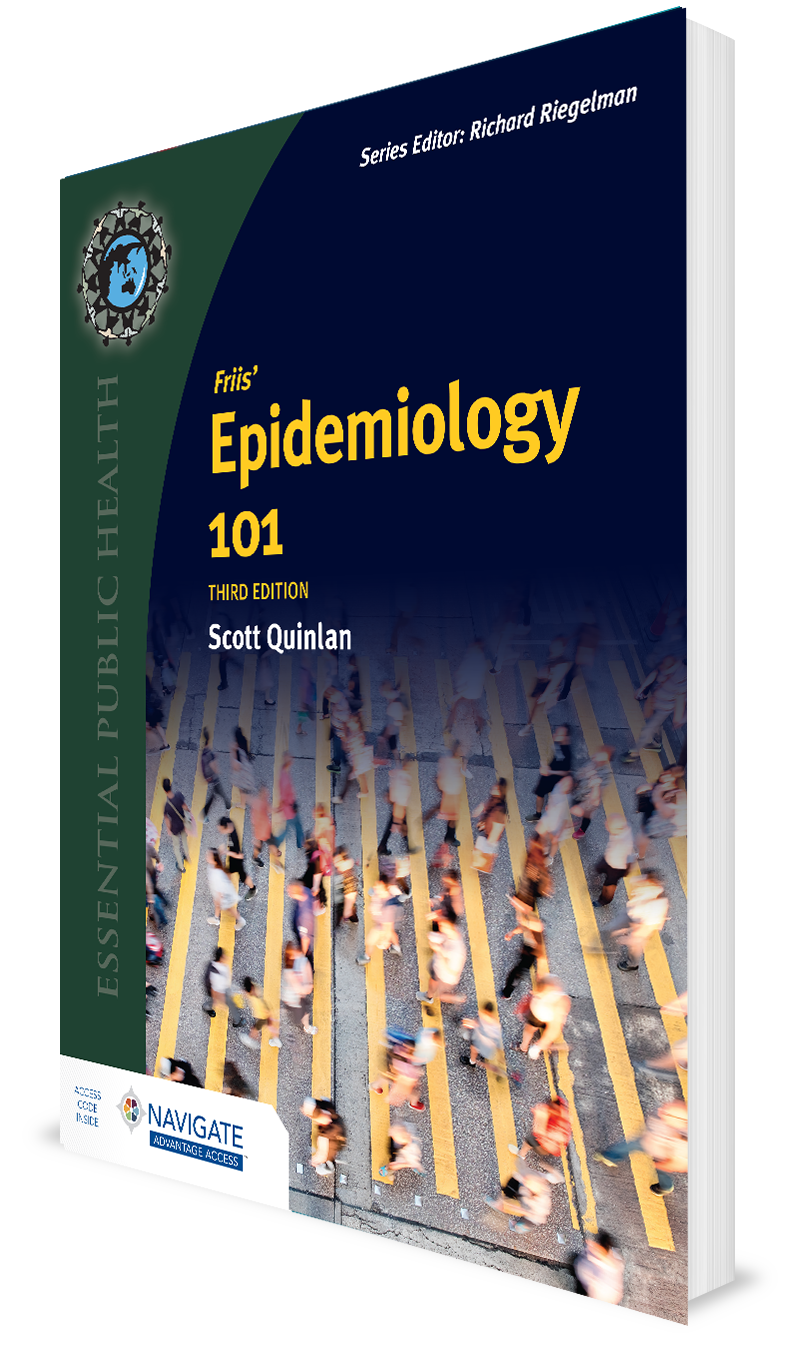 Series Editor: Richard Riegelman
Friis’
Epidemiology
101
THIRD EDITION
Scott Quinlan
ESSENTIAL PUBLIC HEALTH
ACCESS
CODE
INSIDE
NAVIGATE
ADVANTAGE ACCESS